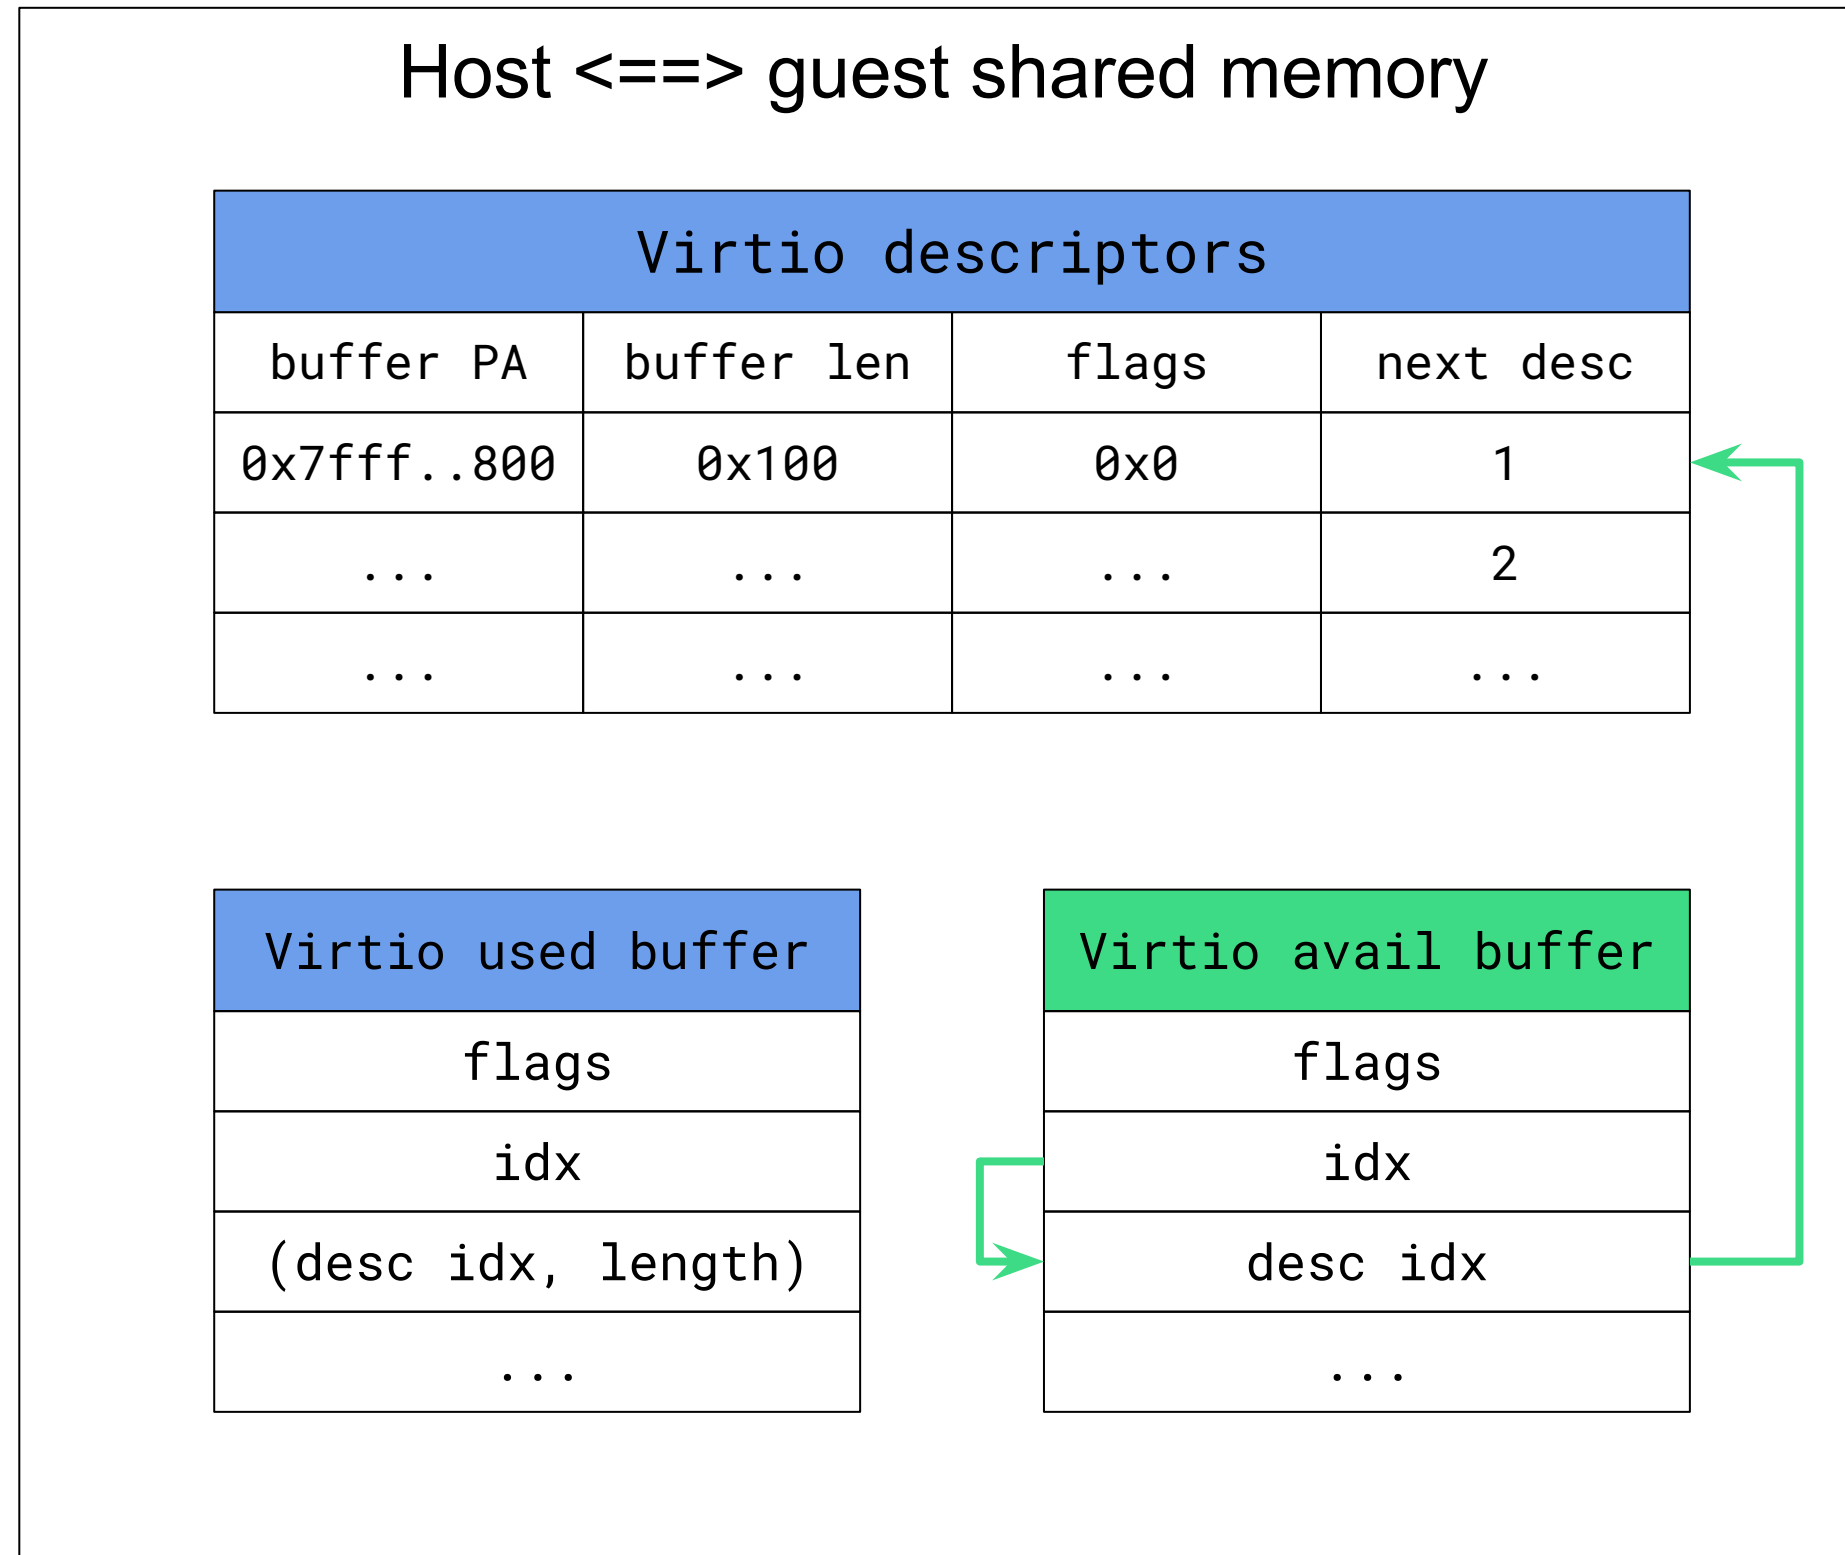 Host <==> guest shared memory
Virtio descriptors
buffer PA buffer len flags next desc
0x7fff..800 0x100 0x0 1
... ... ... 2
... ... ... ...
Virtio used buffer
flags
idx
(desc idx, length)
...
Virtio avail buffer
flags
idx
desc idx
...